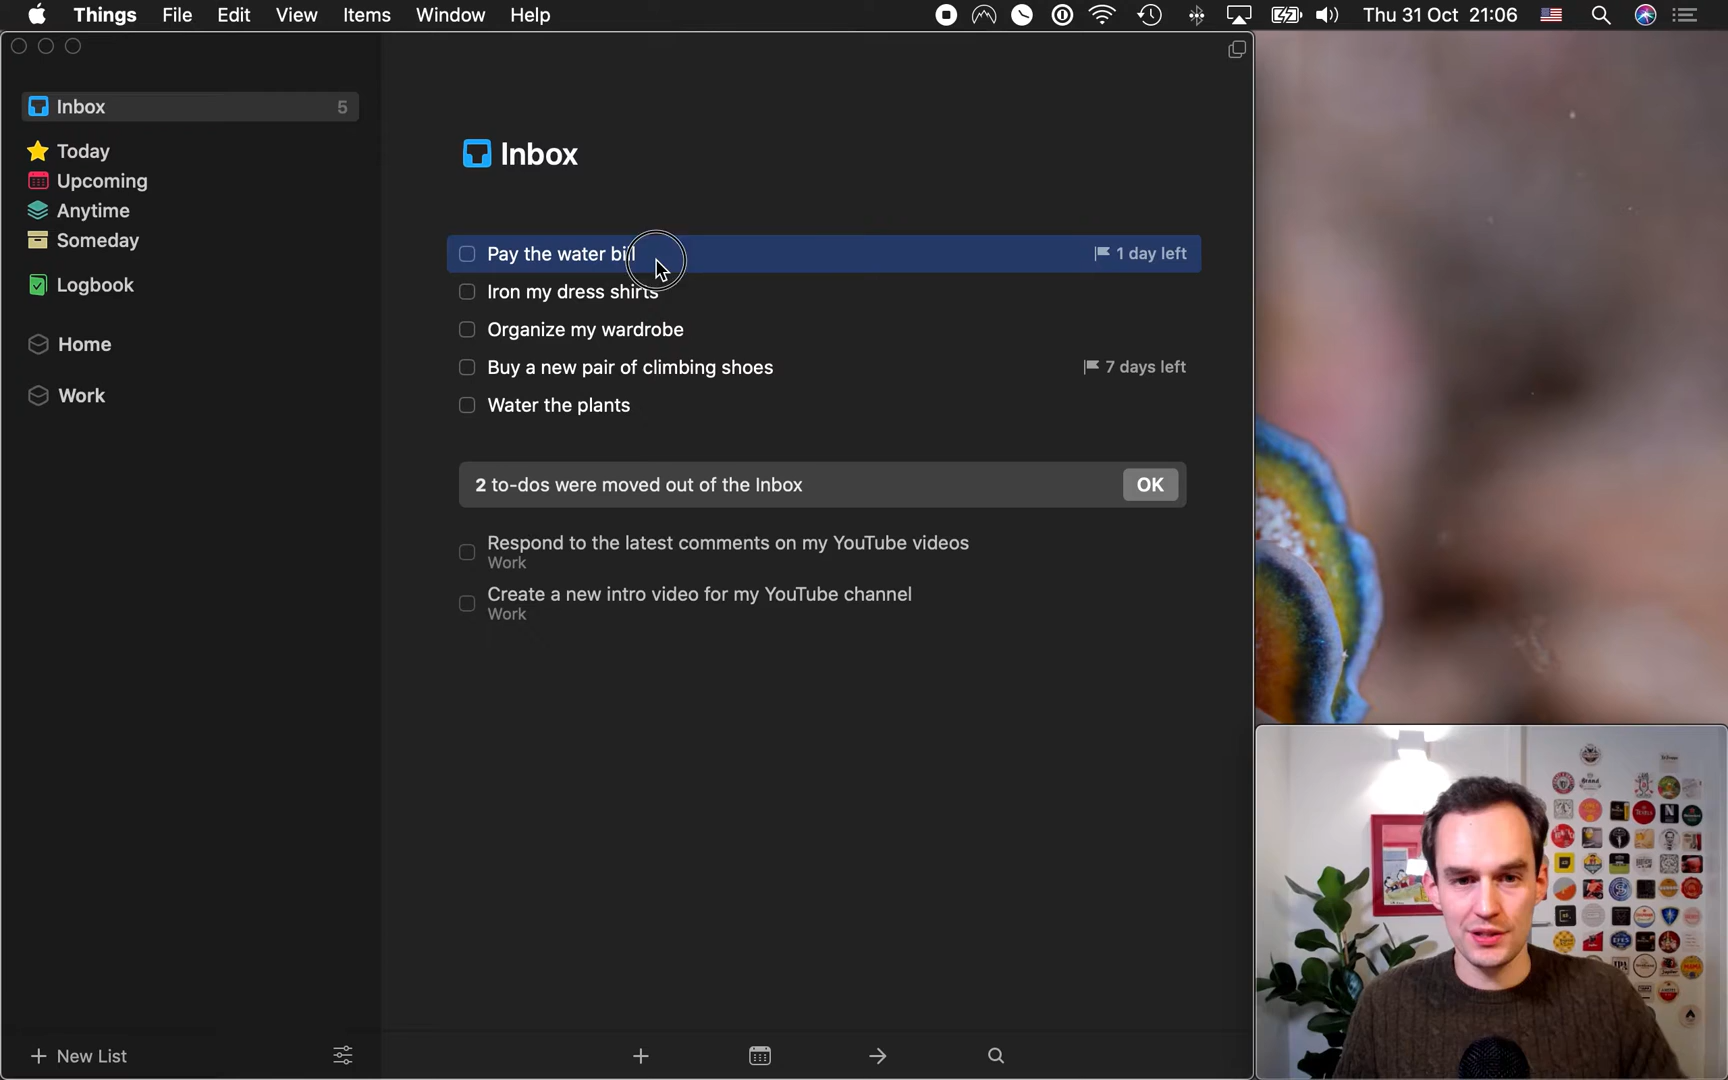 Things File Edit View Items Window Help Thu 31 Oct 21:06
Inbox 5
Today
Upcoming
Anytime
Someday
Logbook
Home
Work
New List
Inbox
Pay the water bill 1 day left
Iron my dress shirts
Organize my wardrobe
Buy a new pair of climbing shoes 7 days left
Water the plants
2 to-dos were moved out of the Inbox OK
Respond to the latest comments on my YouTube videos
Work
Create a new intro video for my YouTube channel
Work